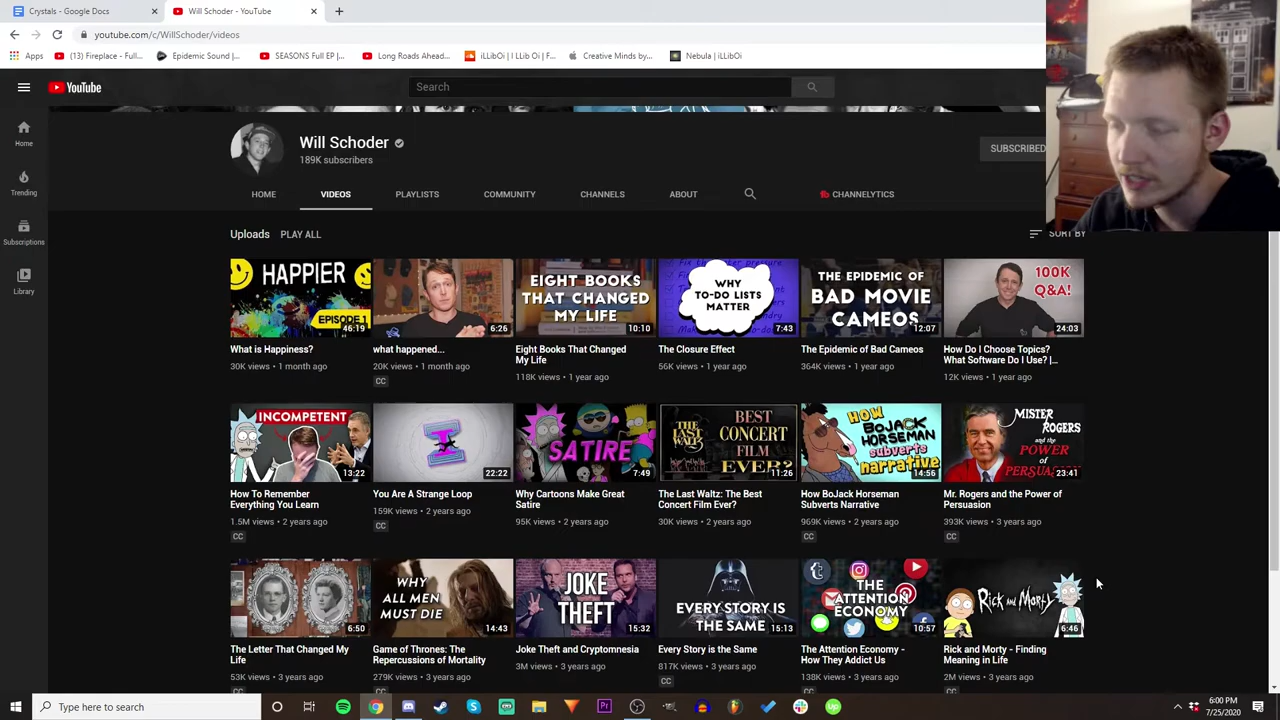 Crystals - Google Docs
Will Schoder - YouTube
youtube.com/c/WillSchoder/videos
Apps
(13) Fireplace - Full...
Epidemic Sound |...
SEASONS Full EP |...
Long Roads Ahead...
iLLibOi | I LLib Oi | F...
Creative Minds by...
Nebula | iLLibOi
YouTube
Search
Home
Trending
Subscriptions
Library
Will Schoder
189K subscribers
SUBSCRIBED
HOME
VIDEOS
PLAYLISTS
COMMUNITY
CHANNELS
ABOUT
CHANNELYTICS
Uploads
PLAY ALL
SORT BY
HAPPIER
EPISODE 1
46:19
6:26
EIGHT BOOKS
THAT CHANGED
MY LIFE
10:10
WHY
TO-DO LISTS
MATTER
7:43
THE EPIDEMIC OF
BAD MOVIE
CAMEOS
12:07
100K
Q&A!
24:03
What is Happiness?
30K views • 1 month ago
what happened...
20K views • 1 month ago
CC
Eight Books That Changed
My Life
118K views • 1 year ago
The Closure Effect
56K views • 1 year ago
The Epidemic of Bad Cameos
364K views • 1 year ago
How Do I Choose Topics?
What Software Do I Use? |...
12K views • 1 year ago
INCOMPETENT
13:22
I
22:22
SATIRE
7:49
THE LAST WALTZ
BEST
CONCERT
FILM
EVER?
11:26
HOW
BOJACK
HORSEMAN
subverts
narrative
14:56
MISTER
ROGERS
and the
POWER
OF
PERSUASION
23:41
How To Remember
Everything You Learn
1.5M views • 2 years ago
CC
You Are A Strange Loop
159K views • 2 years ago
CC
Why Cartoons Make Great
Satire
95K views • 2 years ago
The Last Waltz: The Best
Concert Film Ever?
30K views • 2 years ago
How BoJack Horseman
Subverts Narrative
969K views • 2 years ago
CC
Mr. Rogers and the Power of
Persuasion
393K views • 3 years ago
CC
6:50
WHY
ALL MEN
MUST DIE
14:43
JOKE
THEFT
15:32
EVERY STORY IS
THE SAME
15:13
THE
ATTENTION
ECONOMY
10:57
RICK AND MORTY
6:46
The Letter That Changed My
Life
53K views • 3 years ago
Game of Thrones: The
Repercussions of Mortality
279K views • 3 years ago
Joke Theft and Cryptomnesia
3M views • 3 years ago
Every Story is the Same
817K views • 3 years ago
CC
The Attention Economy -
How They Addict Us
138K views • 3 years ago
Rick and Morty - Finding
Meaning in Life
2M views • 3 years ago
Type here to search
6:00 PM
7/25/2020